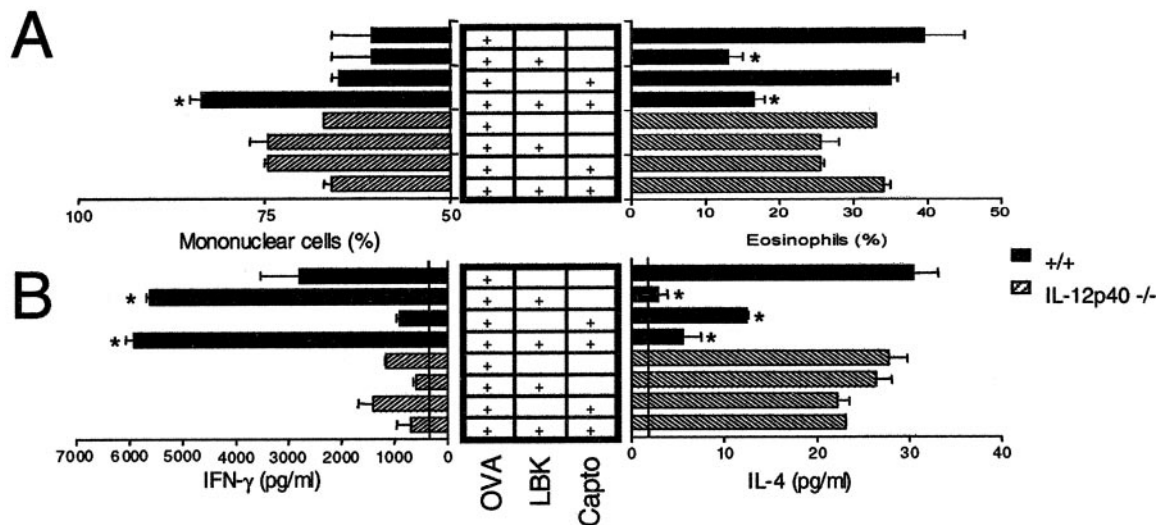 A
+
+ +
*
+ +
* + + + *
+
+ +
+ +
+ + +
100 75 50 0 10 20 30 40 50
Mononuclear cells (%) Eosinophils (%)
+/+
IL-12p40 -/-
B
+
* + + *
+ + *
* + + + *
+
+ +
+ +
+ + +
7000 6000 5000 4000 3000 2000 1000 0 0 10 20 30 40
IFN-γ (pg/ml) OVA LBK Capto IL-4 (pg/ml)